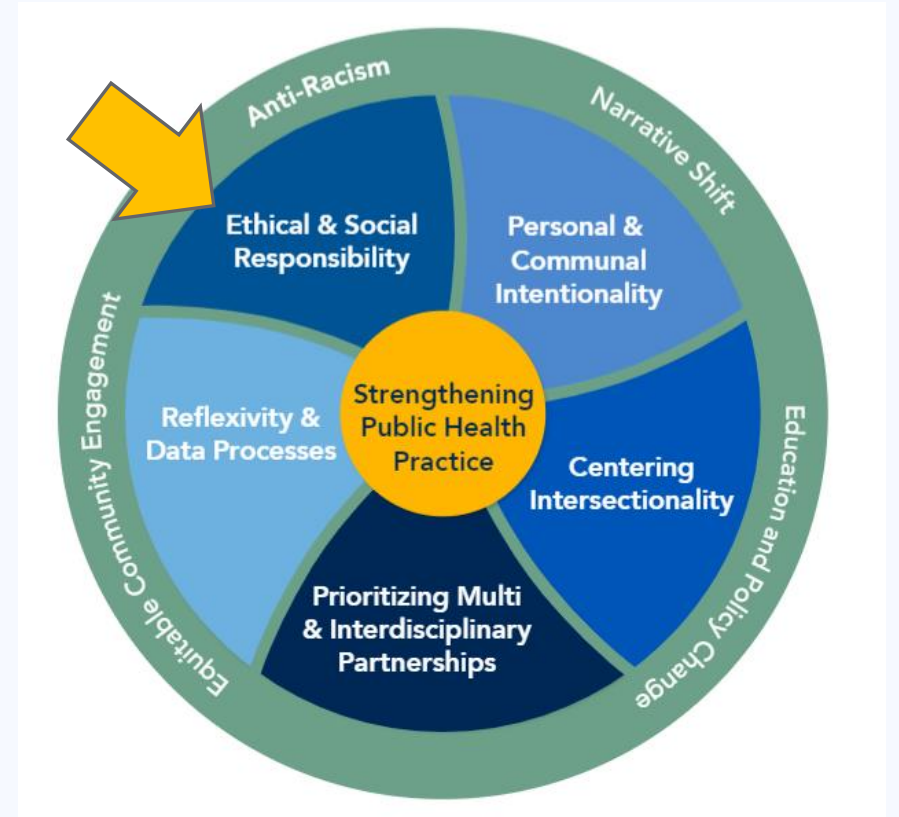 Anti-Racism
Narrative Shift
Education and Policy Change
Equitable Community Engagement
Ethical & Social
Responsibility
Personal &
Communal
Intentionality
Reflexivity &
Data Processes
Strengthening
Public Health
Practice
Centering
Intersectionality
Prioritizing Multi
& Interdisciplinary
Partnerships